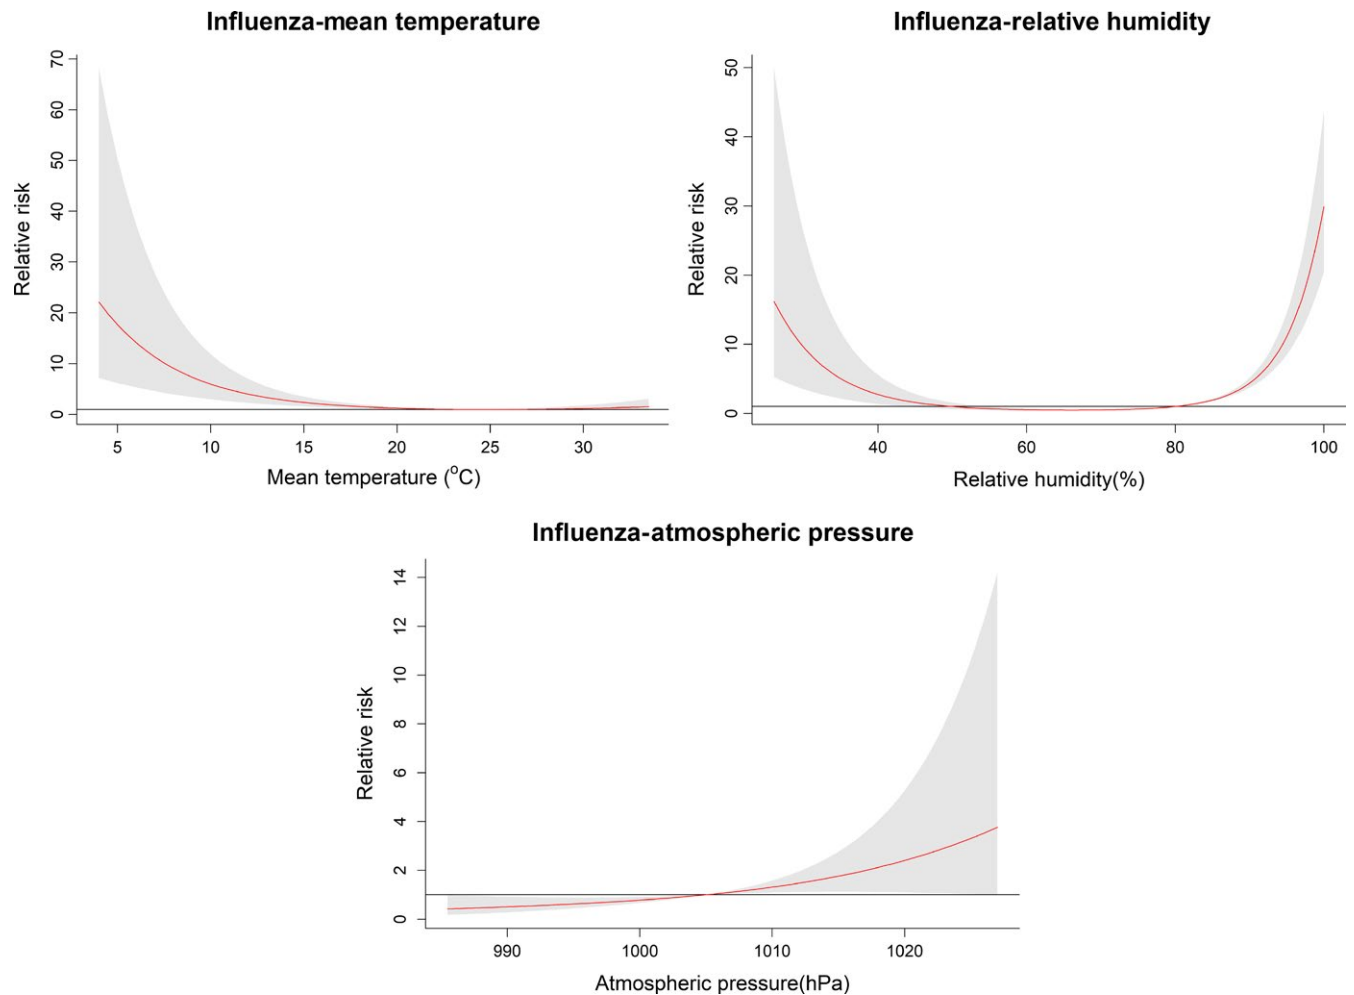 Influenza-mean temperature
Relative risk
0 10 20 30 40 50 60 70
5 10 15 20 25 30
Mean temperature (°C)
Influenza-relative humidity
Relative risk
0 10 20 30 40 50
40 60 80 100
Relative humidity(%)
Influenza-atmospheric pressure
Relative risk
0 2 4 6 8 10 12 14
990 1000 1010 1020
Atmospheric pressure(hPa)